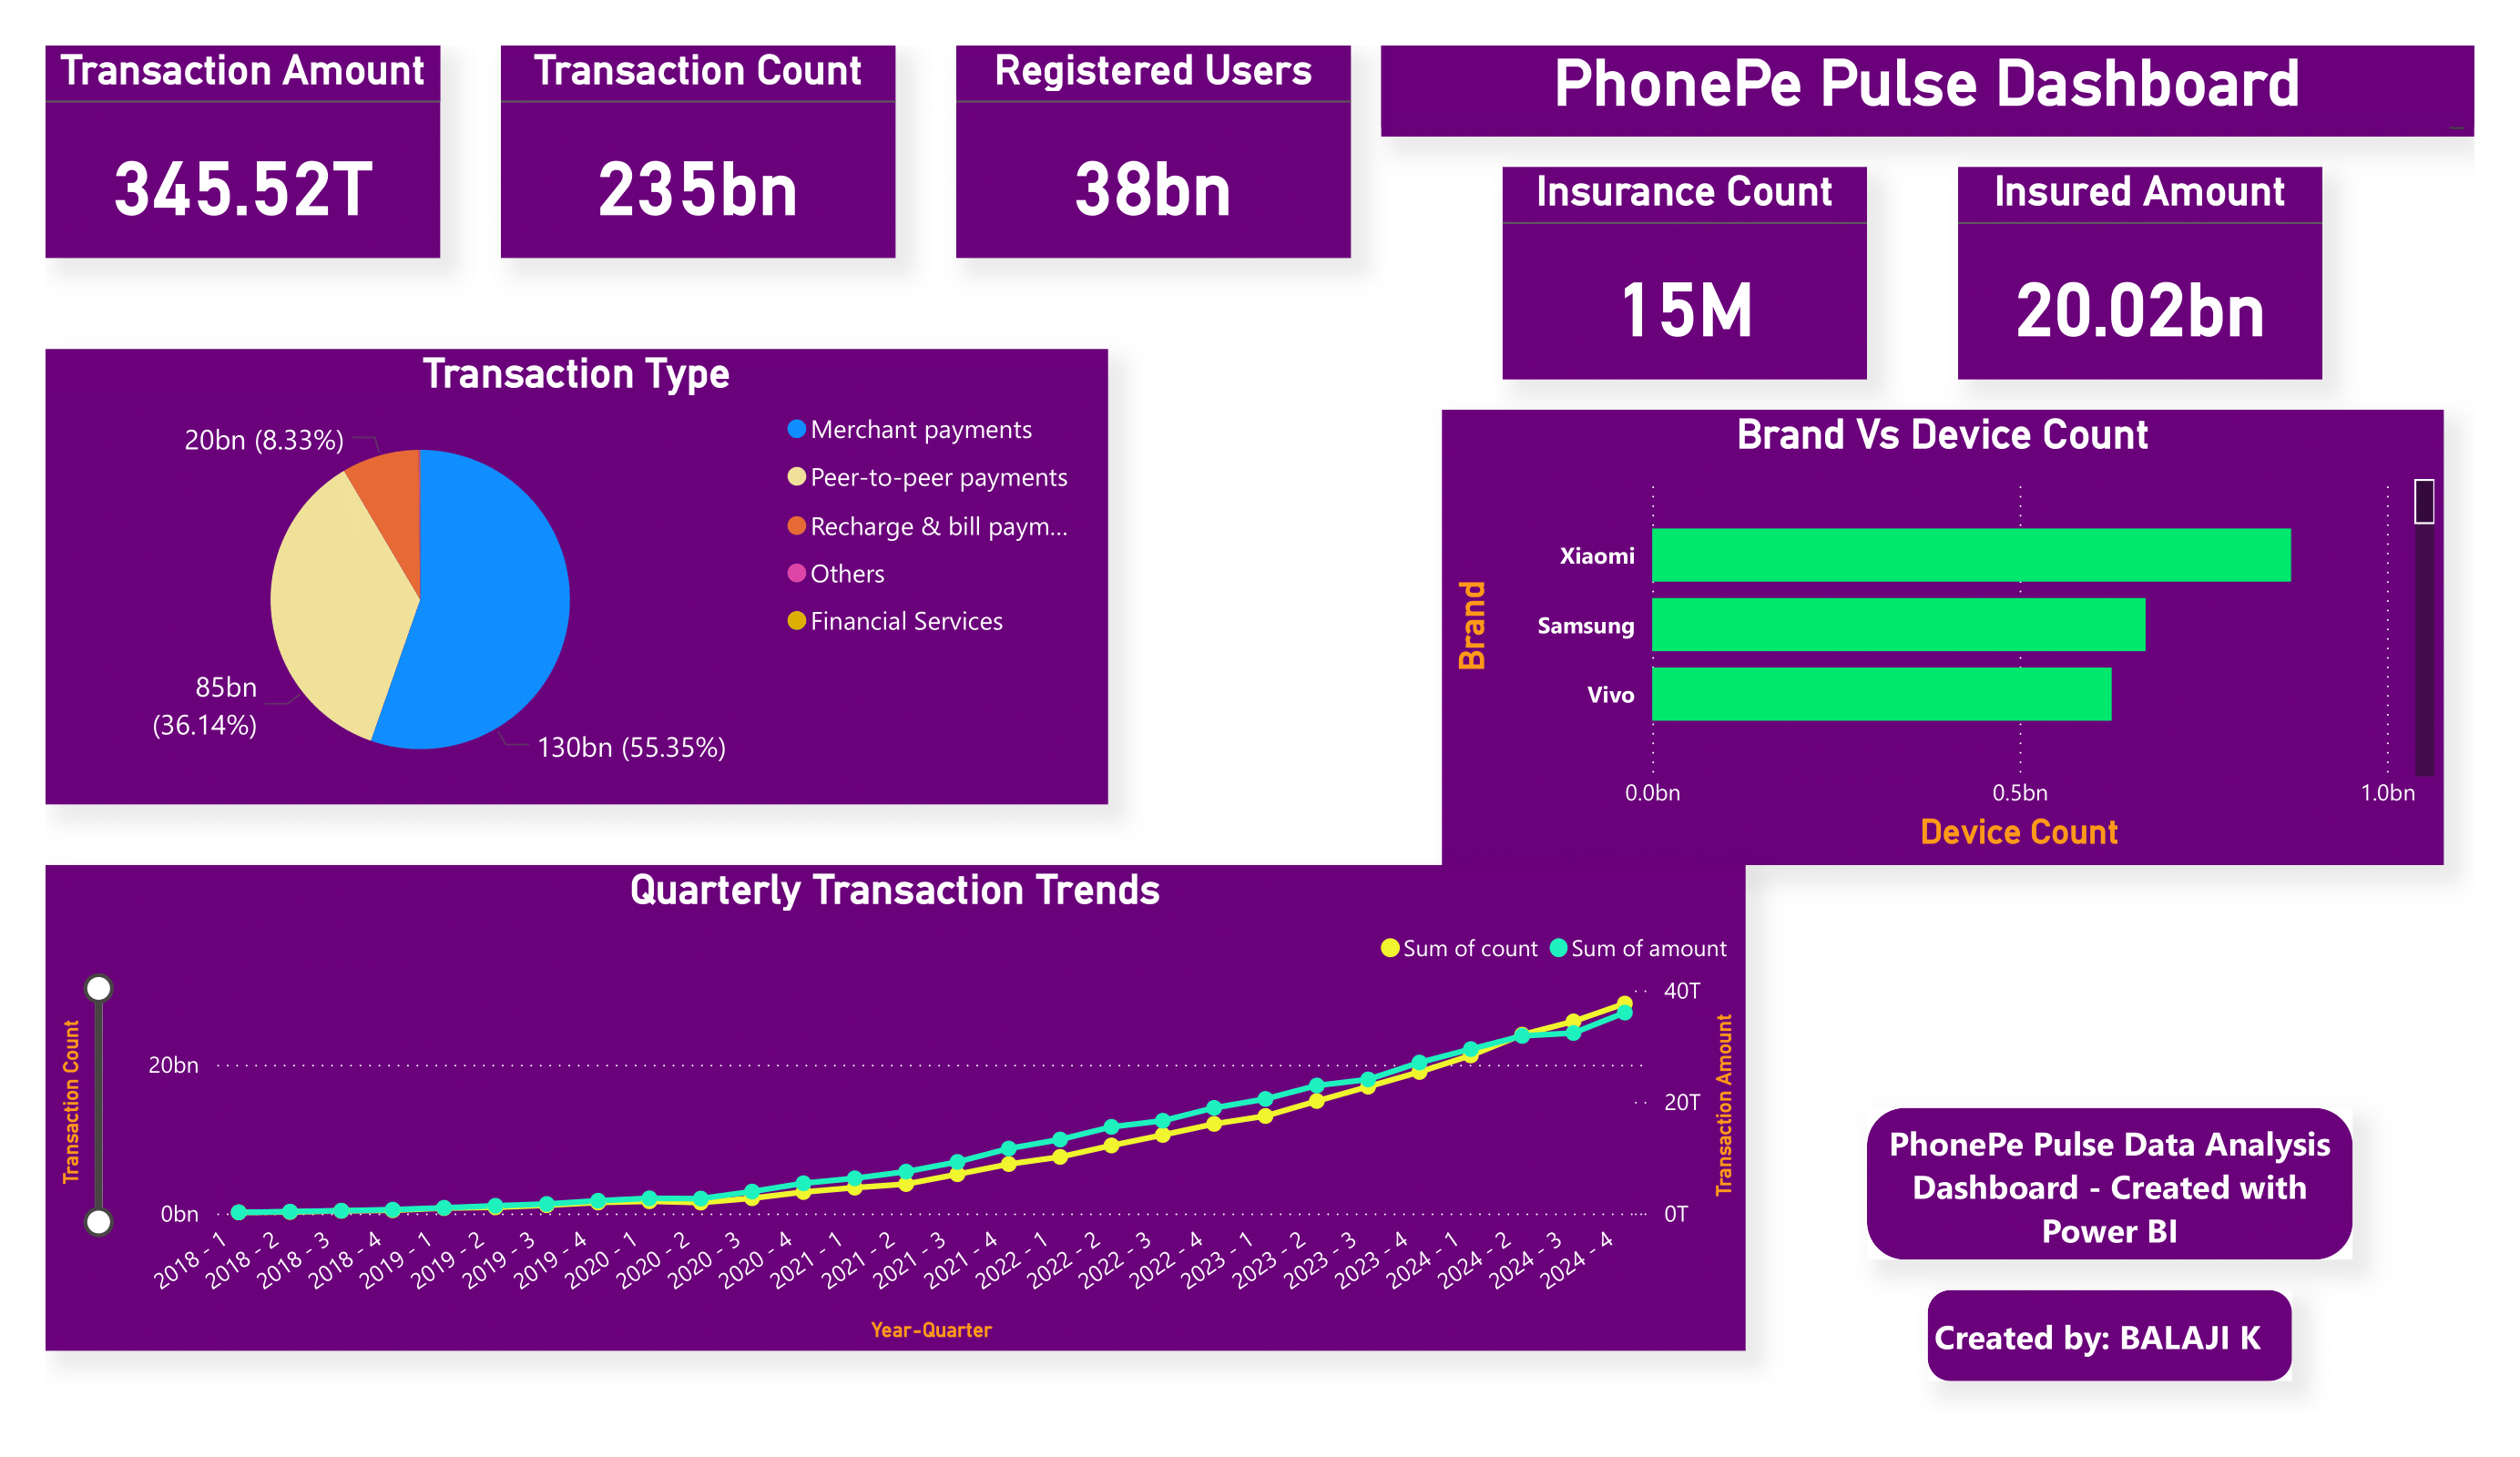 Transaction Amount
345.52T
Transaction Count
235bn
Registered Users
38bn
PhonePe Pulse Dashboard
Insurance Count
15M
Insured Amount
20.02bn
Transaction Type
20bn (8.33%)
85bn
(36.14%)
130bn (55.35%)
Merchant payments
Peer-to-peer payments
Recharge & bill paym...
Others
Financial Services
Brand Vs Device Count
Brand
Xiaomi
Samsung
Vivo
0.0bn
0.5bn
1.0bn
Device Count
Quarterly Transaction Trends
Sum of count
Sum of amount
Transaction Count
20bn
0bn
40T
20T
0T
Transaction Amount
2018 - 1
2018 - 2
2018 - 3
2018 - 4
2019 - 1
2019 - 2
2019 - 3
2019 - 4
2020 - 1
2020 - 2
2020 - 3
2020 - 4
2021 - 1
2021 - 2
2021 - 3
2021 - 4
2022 - 1
2022 - 2
2022 - 3
2022 - 4
2023 - 1
2023 - 2
2023 - 3
2023 - 4
2024 - 1
2024 - 2
2024 - 3
2024 - 4
Year-Quarter
PhonePe Pulse Data Analysis
Dashboard - Created with
Power BI
Created by: BALAJI K